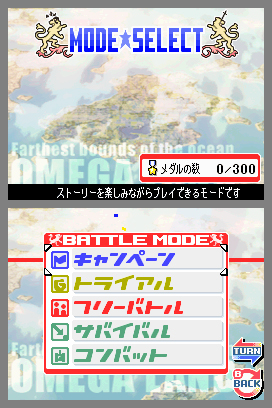 MODE★SELECT
Farthest bounds of the ocean
OMEGA LAND
メダルの数 0/300
ストーリーを楽しみながらプレイできるモードです
BATTLE MODE
キャンペーン
トライアル
フリーバトル
サバイバル
コンバット
TURN
B BACK
OMEGA LAND